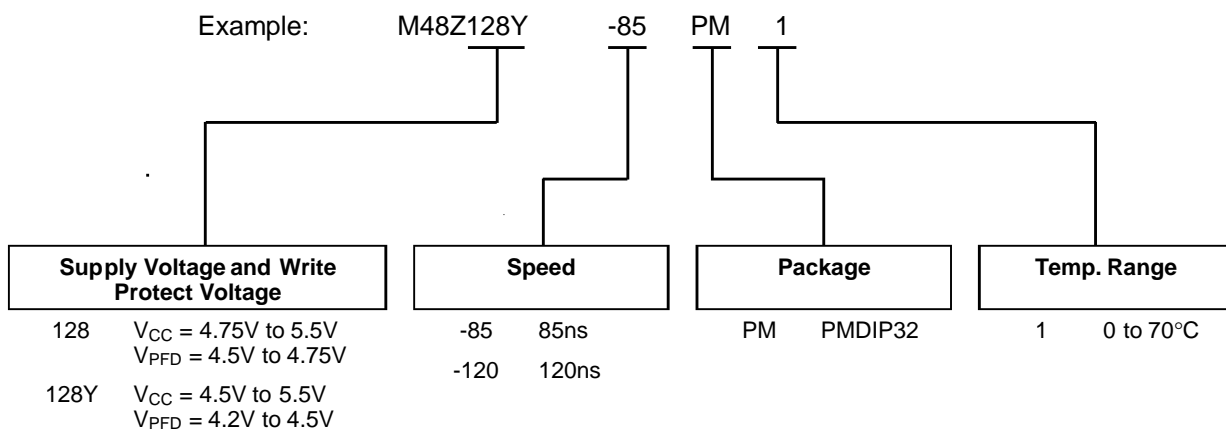 Example: M48Z128Y -85 PM 1
Supply Voltage and Write
Protect Voltage
Speed
Package
Temp. Range
128 VCC = 4.75V to 5.5V
VPFD = 4.5V to 4.75V
128Y VCC = 4.5V to 5.5V
VPFD = 4.2V to 4.5V
-85 85ns
-120 120ns
PM PMDIP32
1 0 to 70°C